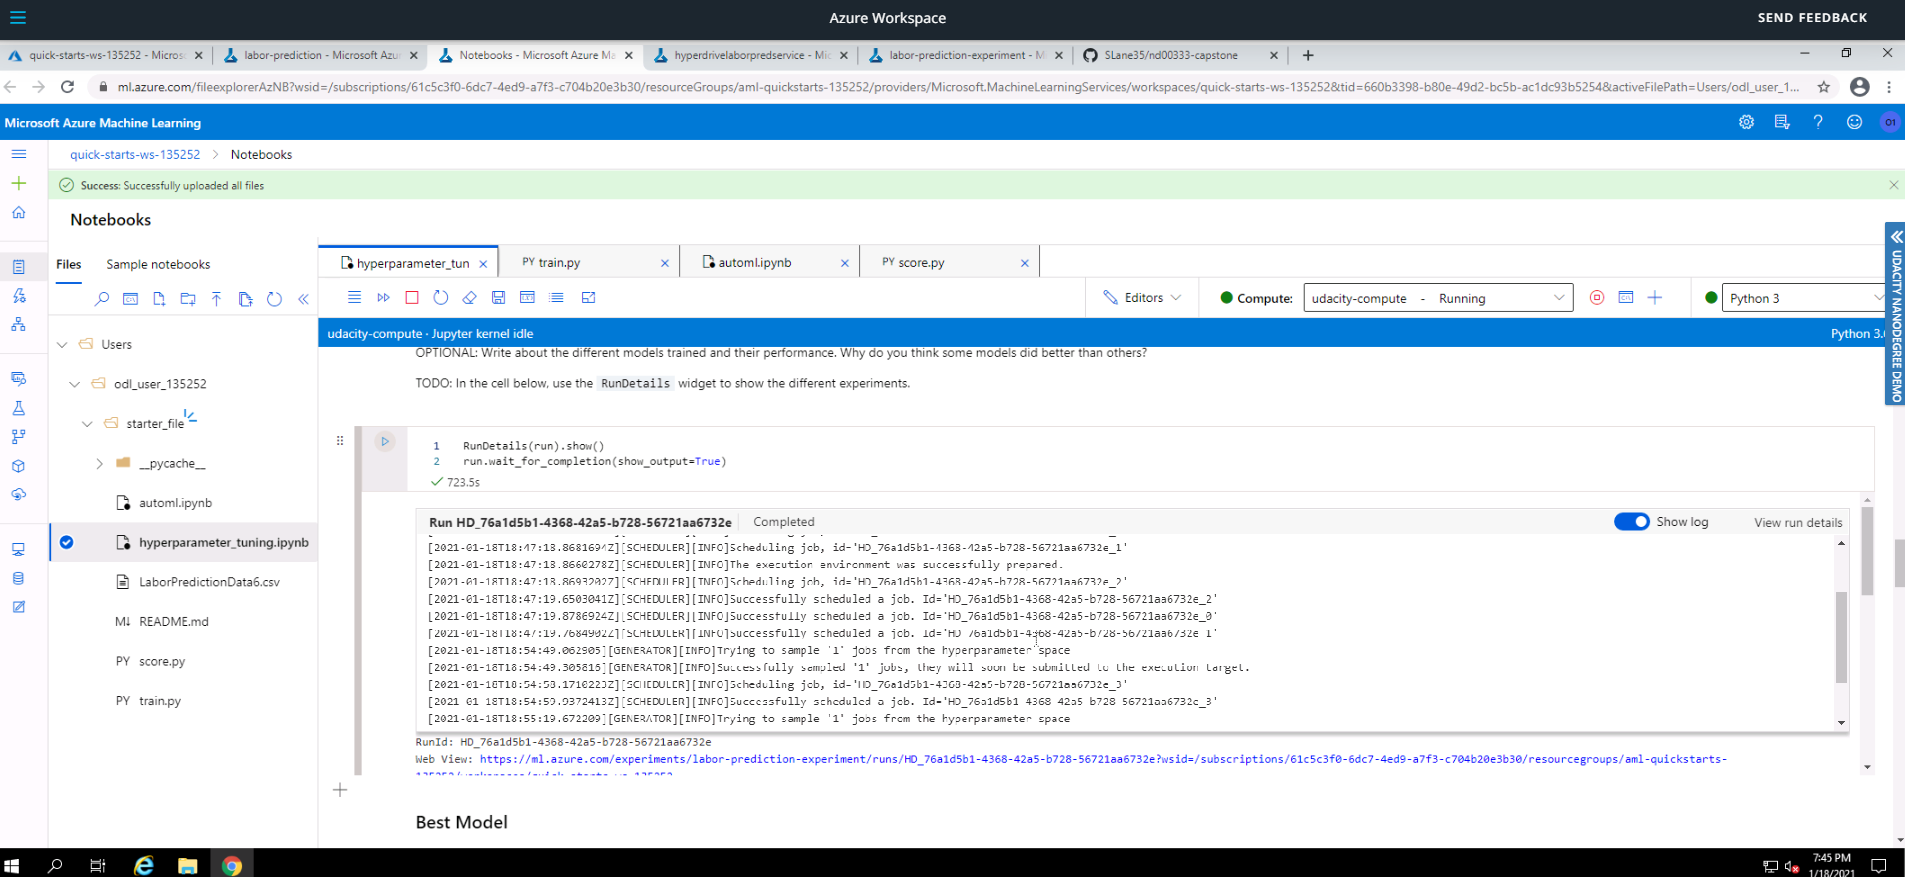 Azure Workspace
SEND FEEDBACK
quick-starts-ws-135252 - Micros
labor-prediction - Microsoft Azur
Notebooks - Microsoft Azure Ma
hyperdrivelaborpredservice - Mic
labor-prediction-experiment - M
SLane35/nd00333-capstone
ml.azure.com/fileexplorerAzNB?wsid=/subscriptions/61c5c3f0-6dc7-4ed9-a7f3-c704b20e3b30/resourceGroups/aml-quickstarts-135252/providers/Microsoft.MachineLearningServices/workspaces/quick-starts-ws-135252&tid=660b3398-b80e-49d2-bc5b-ac1dc93b5254&activeFilePath=Users/odl_user_1...
Microsoft Azure Machine Learning
O1
quick-starts-ws-135252 > Notebooks
Success: Successfully uploaded all files
Notebooks
Files
Sample notebooks
hyperparameter_tun
PY train.py
automl.ipynb
PY score.py
Editors
Compute:
udacity-compute - Running
Python 3
udacity-compute · Jupyter kernel idle
Python 3.
UDACITY NANODEGREE DEMO
Users
odl_user_135252
starter_file
__pycache__
automl.ipynb
hyperparameter_tuning.ipynb
LaborPredictionData6.csv
M↓ README.md
PY score.py
PY train.py
OPTIONAL: Write about the different models trained and their performance. Why do you think some models did better than others?
TODO: In the cell below, use the RunDetails widget to show the different experiments.
1 RunDetails(run).show()
2 run.wait_for_completion(show_output=True)
723.5s
Run HD_76a1d5b1-4368-42a5-b728-56721aa6732e
Completed
Show log
View run details
[2021-01-18T18:47:18.868169Z][SCHEDULER][INFO]Scheduling job, id='HD_76a1d5b1-4368-42a5-b728-56721aa6732e_1'
[2021-01-18T18:47:18.866027Z][SCHEDULER][INFO]The execution environment was successfully prepared.
[2021-01-18T18:47:18.869320Z][SCHEDULER][INFO]Scheduling job, id='HD_76a1d5b1-4368-42a5-b728-56721aa6732e_2'
[2021-01-18T18:47:19.6503041Z][SCHEDULER][INFO]Successfully scheduled a job. Id='HD_76a1d5b1-4368-42a5-b728-56721aa6732e_2'
[2021-01-18T18:47:19.8786924Z][SCHEDULER][INFO]Successfully scheduled a job. Id='HD_76a1d5b1-4368-42a5-b728-56721aa6732e_0'
[2021-01-18T18:47:19.7684902Z][SCHEDULER][INFO]Successfully scheduled a job. Id='HD_76a1d5b1-4368-42a5-b728-56721aa6732e_1'
[2021-01-18T18:54:49.062905][GENERATOR][INFO]Trying to sample '1' jobs from the hyperparameter space
[2021-01-18T18:54:49.305816][GENERATOR][INFO]Successfully sampled '1' jobs, they will soon be submitted to the execution target.
[2021-01-18T18:54:58.1710223Z][SCHEDULER][INFO]Scheduling job, id='HD_76a1d5b1-4368-42a5-b728-56721aa6732e_3'
[2021-01-18T18:54:59.9372413Z][SCHEDULER][INFO]Successfully scheduled a job. Id='HD_76a1d5b1-4368-42a5-b728-56721aa6732e_3'
[2021-01-18T18:55:19.672209][GENERATOR][INFO]Trying to sample '1' jobs from the hyperparameter space
RunId: HD_76a1d5b1-4368-42a5-b728-56721aa6732e
Web View: https://ml.azure.com/experiments/labor-prediction-experiment/runs/HD_76a1d5b1-4368-42a5-b728-56721aa6732e?wsid=/subscriptions/61c5c3f0-6dc7-4ed9-a7f3-c704b20e3b30/resourcegroups/aml-quickstarts-
135252/workspaces/quick-starts-ws-135252
Best Model
7:45 PM
1/18/2021